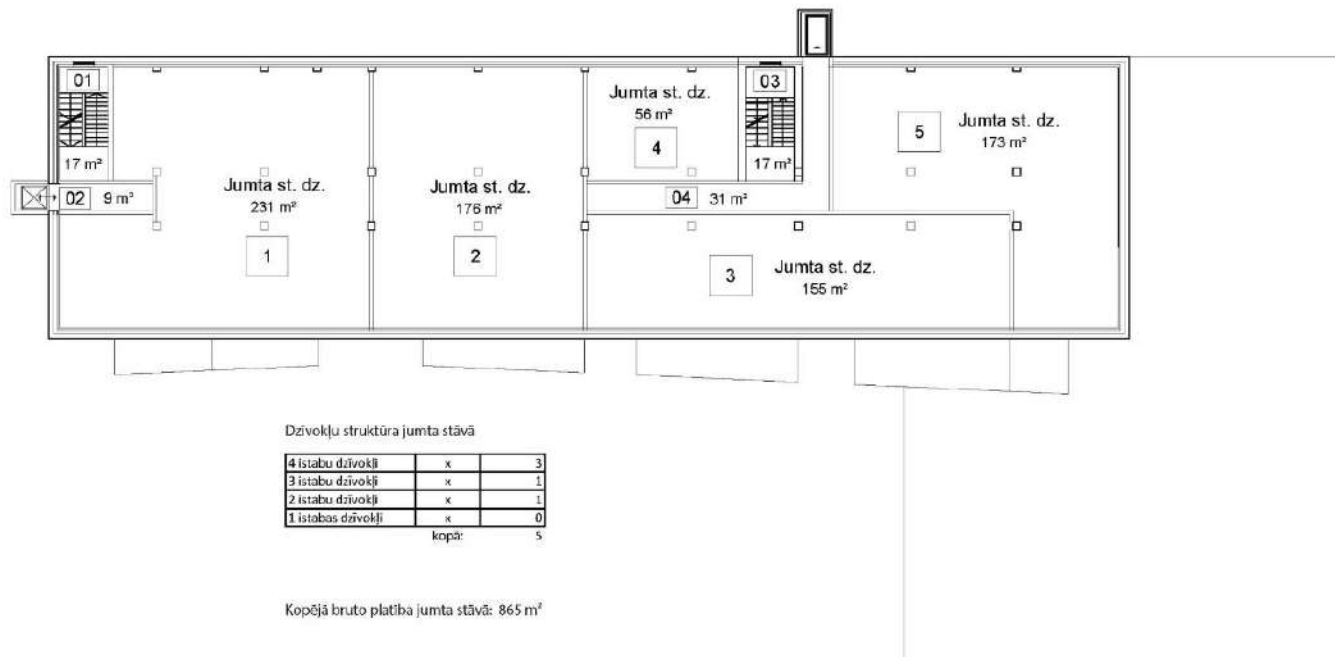 01
17 m²
02 9 m²
Jumta st. dz.
231 m²
1
Jumta st. dz.
176 m²
2
Jumta st. dz.
56 m²
4
03
17 m²
04 31 m²
5
Jumta st. dz.
173 m²
3
Jumta st. dz.
155 m²
Dzīvokļu struktūra jumta stāvā
4 istabu dzīvokļi x 3
3 istabu dzīvokļi x 1
2 istabu dzīvokļi x 1
1 istabas dzīvokļi x 0
kopā: 5
Kopējā bruto platība jumta stāvā: 865 m²